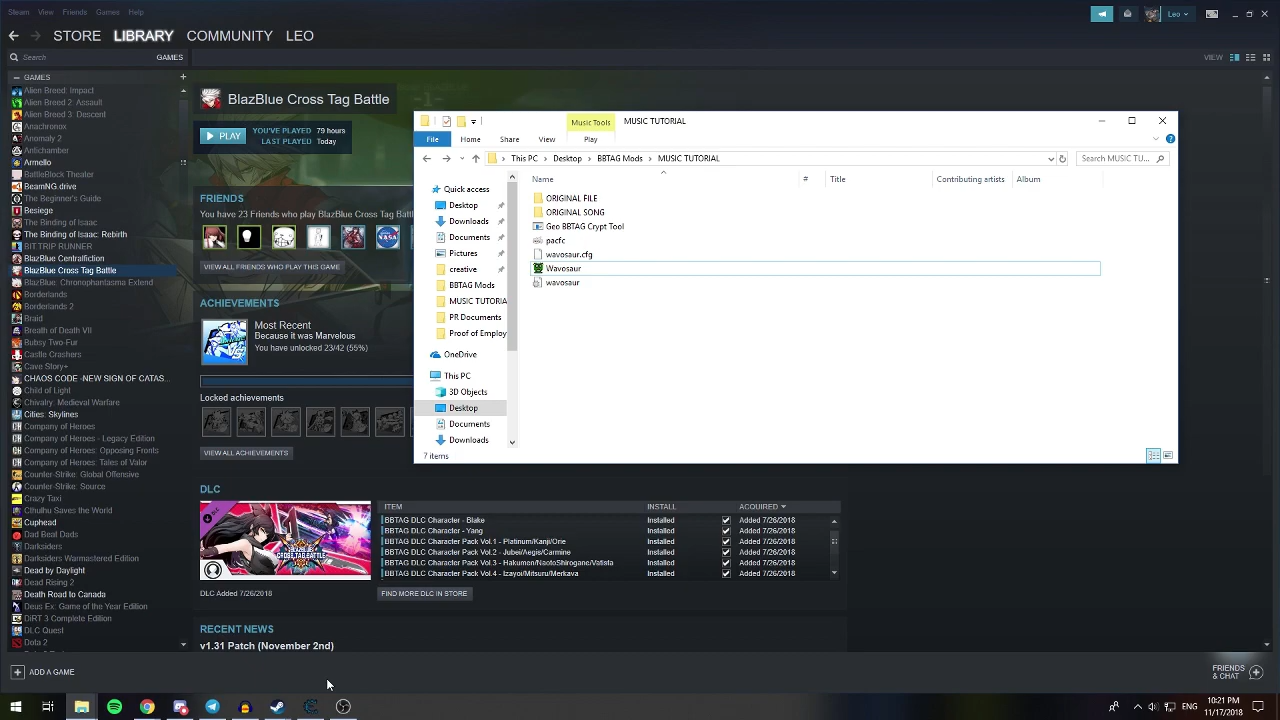 Steam View Friends Games Help
Leo
STORE LIBRARY COMMUNITY LEO
Search GAMES
VIEW
GAMES
Alien Breed: Impact
Alien Breed 2: Assault
Alien Breed 3: Descent
Anachronox
Anomaly 2
Antichamber
Armello
BattleBlock Theater
BeamNG.drive
The Beginner's Guide
Besiege
The Binding of Isaac
The Binding of Isaac: Rebirth
BIT.TRIP RUNNER
BlazBlue Centralfiction
BlazBlue Cross Tag Battle
BlazBlue: Chronophantasma Extend
Borderlands
Borderlands 2
Braid
Breath of Death VII
Bubsy Two-Fur
Castle Crashers
Cave Story+
CHAOS CODE -NEW SIGN OF CATAS...
Child of Light
Chivalry: Medieval Warfare
Cities: Skylines
Company of Heroes
Company of Heroes - Legacy Edition
Company of Heroes: Opposing Fronts
Company of Heroes: Tales of Valor
Counter-Strike: Global Offensive
Counter-Strike: Source
Crazy Taxi
Cthulhu Saves the World
Cuphead
Dad Beat Dads
Darksiders
Darksiders Warmastered Edition
Dead by Daylight
Dead Rising 2
Death Road to Canada
Deus Ex: Game of the Year Edition
DiRT 3 Complete Edition
DLC Quest
Dota 2
ADD A GAME
BlazBlue Cross Tag Battle
PLAY
YOU'VE PLAYED 79 hours
LAST PLAYED Today
FRIENDS
You have 23 Friends who play BlazBlue Cross Tag Batt
VIEW ALL FRIENDS WHO PLAY THIS GAME
ACHIEVEMENTS
Most Recent
Because it was Marvelous
You have unlocked 23/42 (55%)
Locked achievements
VIEW ALL ACHIEVEMENTS
DLC
BLAZBLUE
CROSS TAG BATTLE
DLC Added 7/26/2018
ITEM INSTALL ACQUIRED
BBTAG DLC Character - Blake Installed Added 7/26/2018
BBTAG DLC Character - Yang Installed Added 7/26/2018
BBTAG DLC Character Pack Vol.1 - Platinum/Kanji/Orie Installed Added 7/26/2018
BBTAG DLC Character Pack Vol.2 - Jubei/Aegis/Carmine Installed Added 7/26/2018
BBTAG DLC Character Pack Vol.3 - Hakumen/NaotoShirogane/Vatista Installed Added 7/26/2018
BBTAG DLC Character Pack Vol.4 - Izayoi/Mitsuru/Merkava Installed Added 7/26/2018
FIND MORE DLC IN STORE
RECENT NEWS
v1.31 Patch (November 2nd)
Music Tools MUSIC TUTORIAL
File Home Share View Play
This PC Desktop BBTAG Mods MUSIC TUTORIAL
Search MUSIC TU...
Name # Title Contributing artists Album
Quick access
Desktop
Downloads
Documents
Pictures
creative
BBTAG Mods
MUSIC TUTORIA
PR Documents
Proof of Employ
OneDrive
This PC
3D Objects
Desktop
Documents
Downloads
ORIGINAL FILE
ORIGINAL SONG
Geo BBTAG Crypt Tool
pacfc
wavosaur.cfg
Wavosaur
wavosaur
7 items
FRIENDS
& CHAT
ENG
10:21 PM
11/17/2018